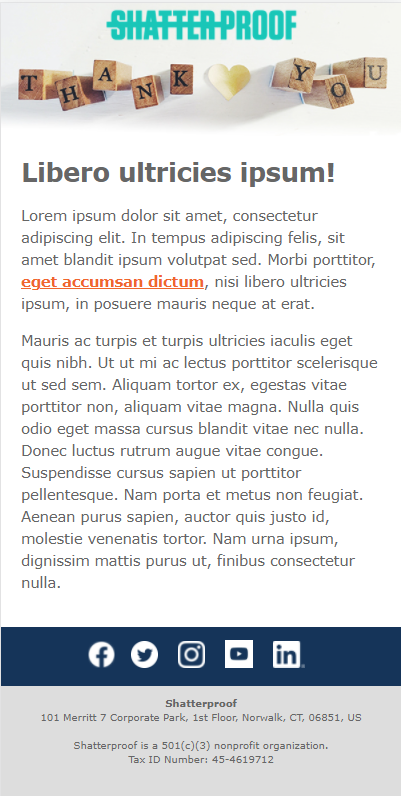 SHATTERPROOF
THANK YOU
Libero ultricies ipsum!
Lorem ipsum dolor sit amet, consectetur
adipiscing elit. In tempus adipiscing felis, sit
amet blandit ipsum volutpat sed. Morbi porttitor,
eget accumsan dictum, nisi libero ultricies
ipsum, in posuere mauris neque at erat.
Mauris ac turpis et turpis ultricies iaculis eget
quis nibh. Ut ut mi ac lectus porttitor scelerisque
ut sed sem. Aliquam tortor ex, egestas vitae
porttitor non, aliquam vitae magna. Nulla quis
odio eget massa cursus blandit vitae nec nulla.
Donec luctus rutrum augue vitae congue.
Suspendisse cursus sapien ut porttitor
pellentesque. Nam porta et metus non feugiat.
Aenean purus sapien, auctor quis justo id,
molestie venenatis tortor. Nam urna ipsum,
dignissim mattis purus ut, finibus consectetur
nulla.
Shatterproof
101 Merritt 7 Corporate Park, 1st Floor, Norwalk, CT, 06851, US
Shatterproof is a 501(c)(3) nonprofit organization.
Tax ID Number: 45-4619712